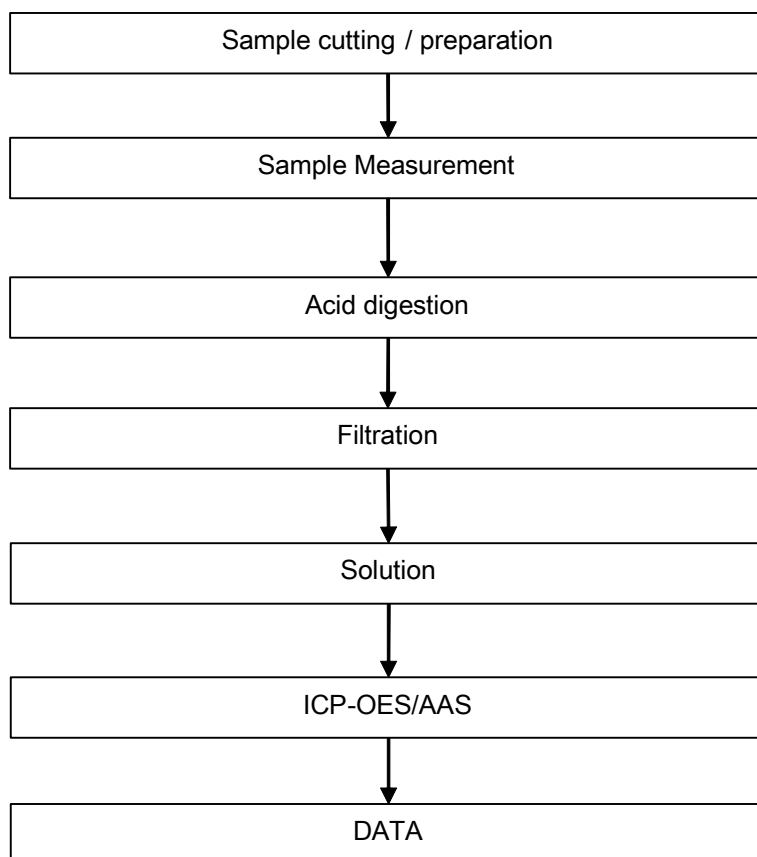 Sample cutting / preparation
Sample Measurement
Acid digestion
Filtration
Solution
ICP-OES/AAS
DATA